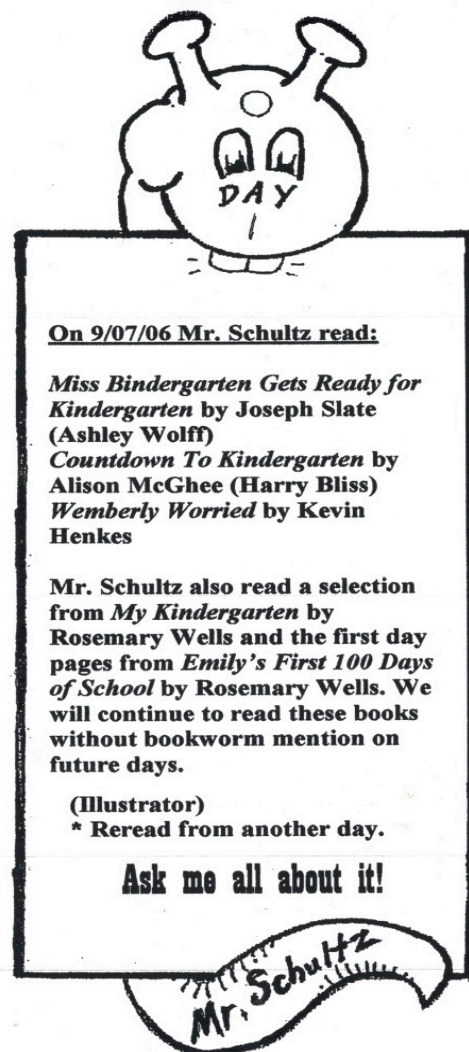 DAY
1
On 9/07/06 Mr. Schultz read:
Miss Bindergarten Gets Ready for
Kindergarten by Joseph Slate
(Ashley Wolff)
Countdown To Kindergarten by
Alison McGhee (Harry Bliss)
Wemberly Worried by Kevin
Henkes
Mr. Schultz also read a selection
from My Kindergarten by
Rosemary Wells and the first day
pages from Emily's First 100 Days
of School by Rosemary Wells. We
will continue to read these books
without bookworm mention on
future days.
(Illustrator)
* Reread from another day.
Ask me all about it!
Mr. Schultz